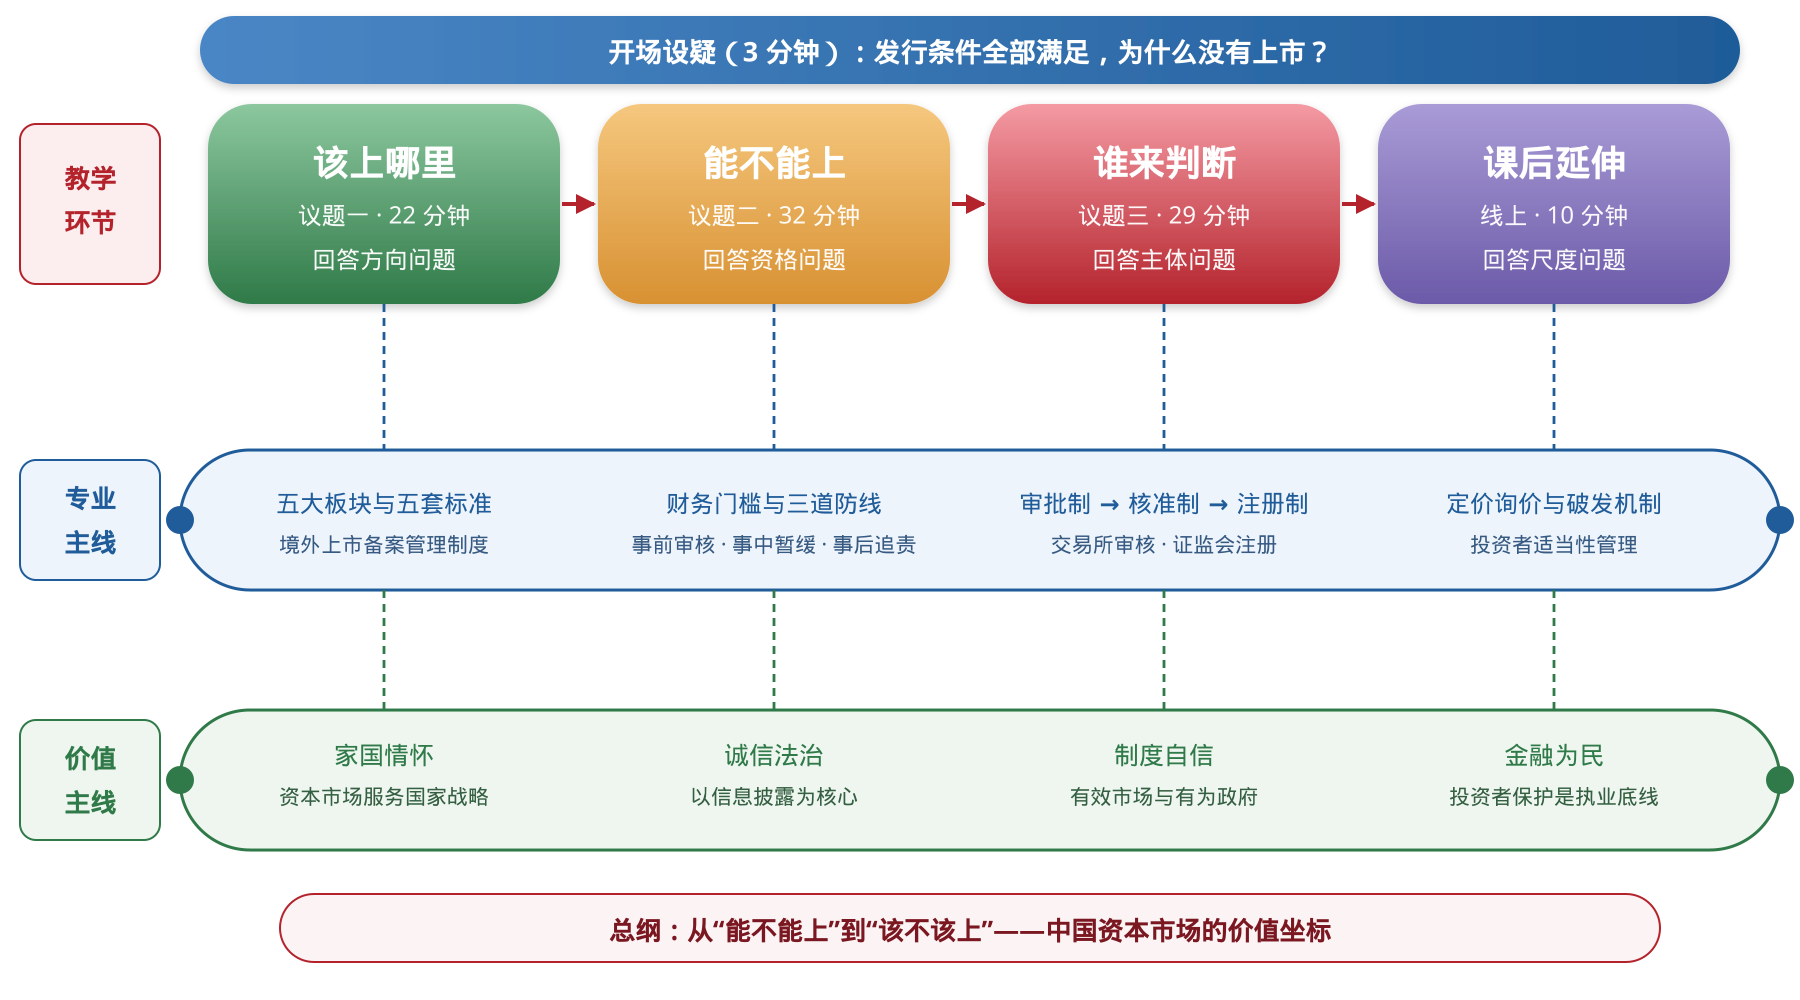 开场设疑（3 分钟）：发行条件全部满足，为什么没有上市？
教学
环节
该上哪里
议题一 · 22 分钟
回答方向问题
能不能上
议题二 · 32 分钟
回答资格问题
谁来判断
议题三 · 29 分钟
回答主体问题
课后延伸
线上 · 10 分钟
回答尺度问题
专业
主线
五大板块与五套标准
境外上市备案管理制度
财务门槛与三道防线
事前审核 · 事中暂缓 · 事后追责
审批制 → 核准制 → 注册制
交易所审核 · 证监会注册
定价询价与破发机制
投资者适当性管理
价值
主线
家国情怀
资本市场服务国家战略
诚信法治
以信息披露为核心
制度自信
有效市场与有为政府
金融为民
投资者保护是执业底线
总纲：从“能不能上”到“该不该上”——中国资本市场的价值坐标